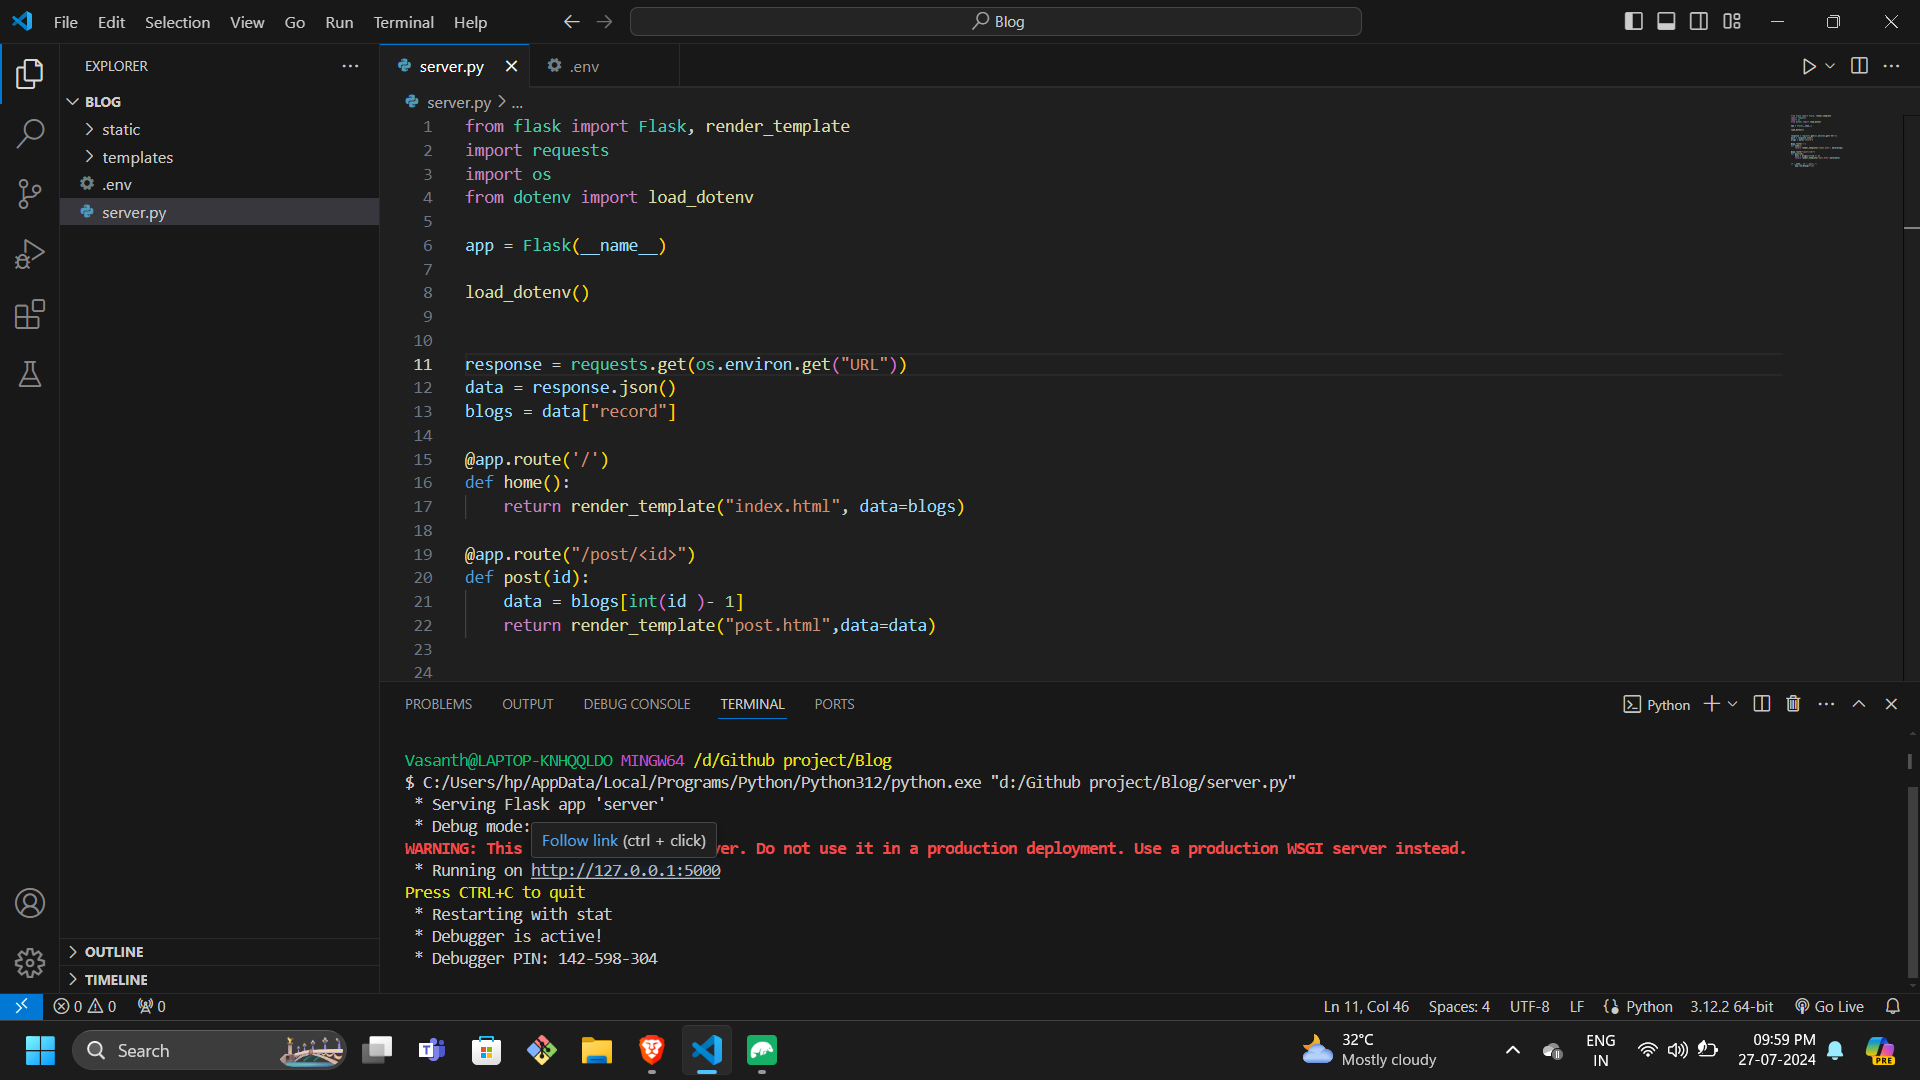 File Edit Selection View Go Run Terminal Help
Blog
EXPLORER
BLOG
static
templates
.env
server.py
OUTLINE
TIMELINE
server.py
.env
server.py > ...
1 from flask import Flask, render_template
2 import requests
3 import os
4 from dotenv import load_dotenv
5
6 app = Flask(__name__)
7
8 load_dotenv()
9
10
11 response = requests.get(os.environ.get("URL"))
12 data = response.json()
13 blogs = data["record"]
14
15 @app.route('/')
16 def home():
17 return render_template("index.html", data=blogs)
18
19 @app.route("/post/<id>")
20 def post(id):
21 data = blogs[int(id )- 1]
22 return render_template("post.html",data=data)
23
24
PROBLEMS OUTPUT DEBUG CONSOLE TERMINAL PORTS
Python
Vasanth@LAPTOP-KNHQQLDO MINGW64 /d/Github project/Blog
$ C:/Users/hp/AppData/Local/Programs/Python/Python312/python.exe "d:/Github project/Blog/server.py"
* Serving Flask app 'server'
* Debug mode:
Follow link (ctrl + click)
WARNING: This ver. Do not use it in a production deployment. Use a production WSGI server instead.
* Running on http://127.0.0.1:5000
Press CTRL+C to quit
* Restarting with stat
* Debugger is active!
* Debugger PIN: 142-598-304
0 0 0
Ln 11, Col 46 Spaces: 4 UTF-8 LF Python 3.12.2 64-bit Go Live
Search
32°C
Mostly cloudy
ENG
IN
09:59 PM
27-07-2024
PRE